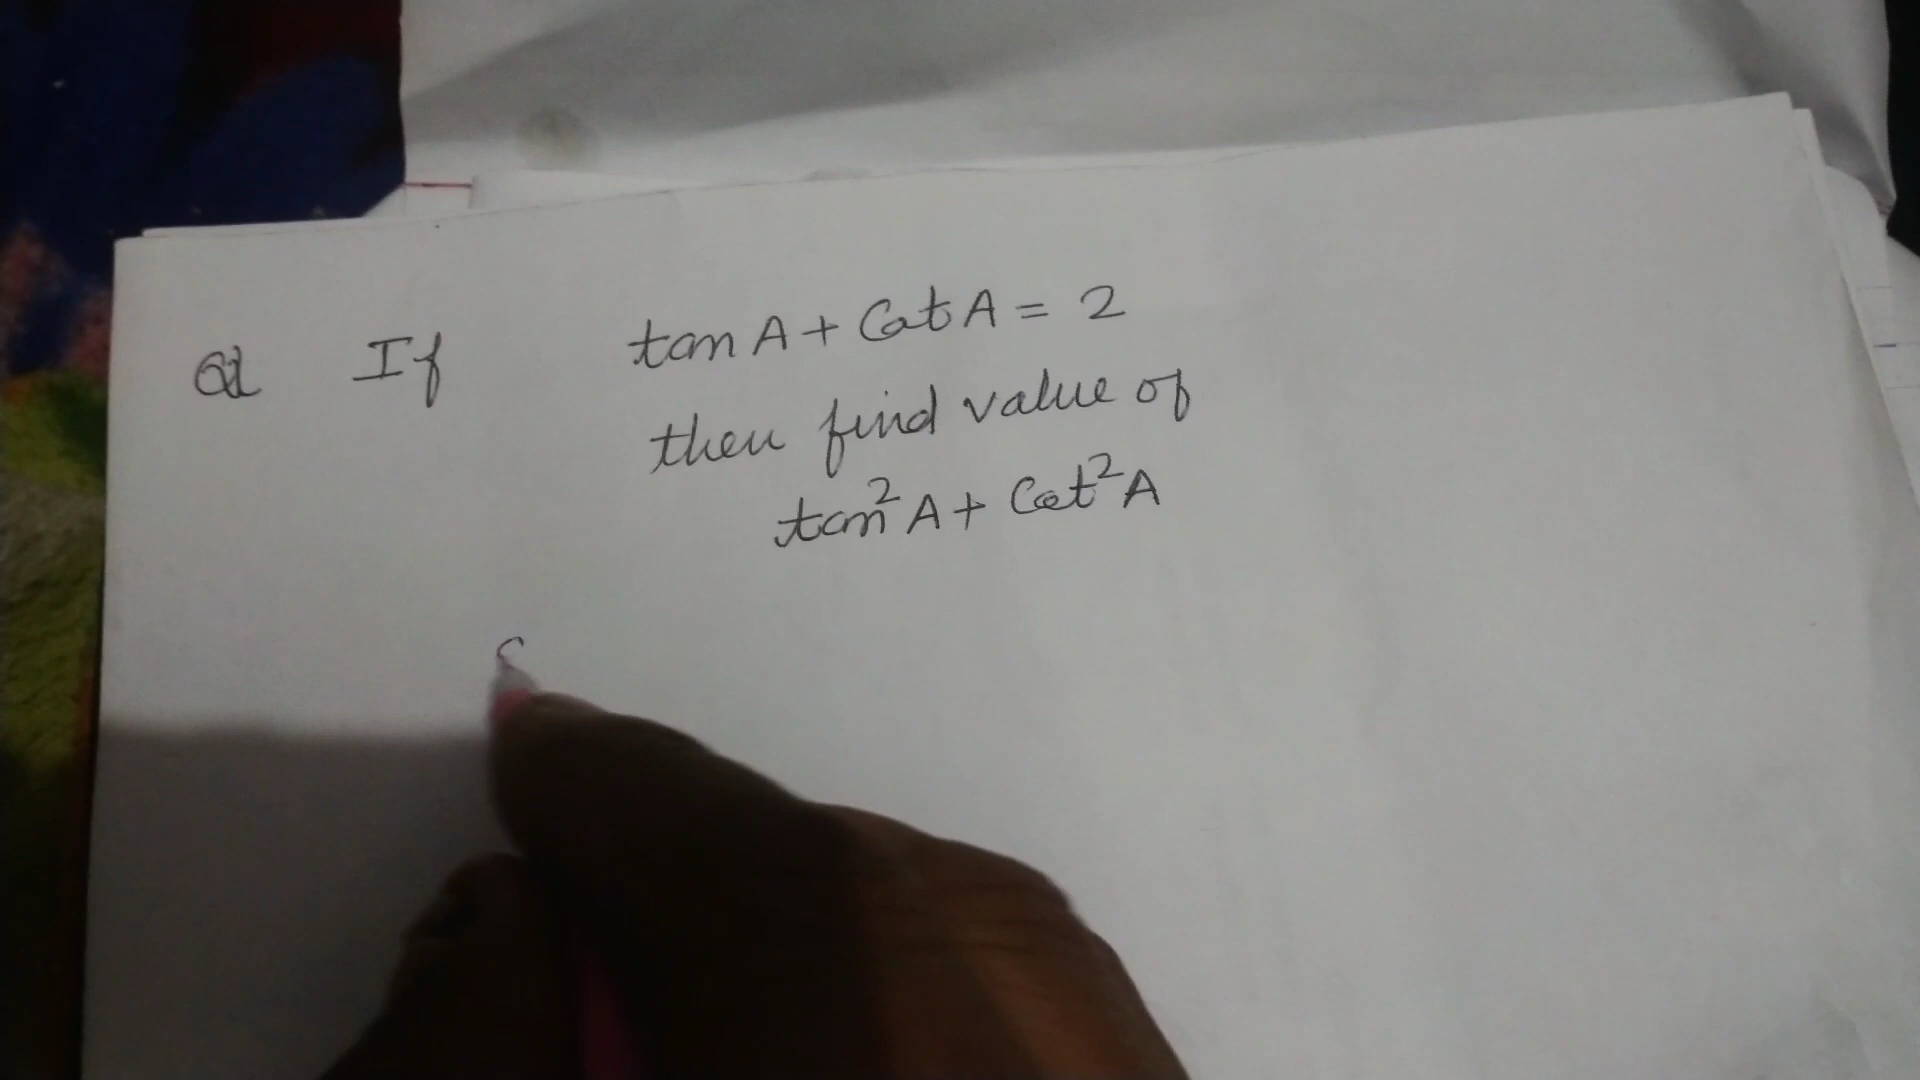 Q1 If tan A + Cot A = 2
then find value of
tan² A + Cot² A